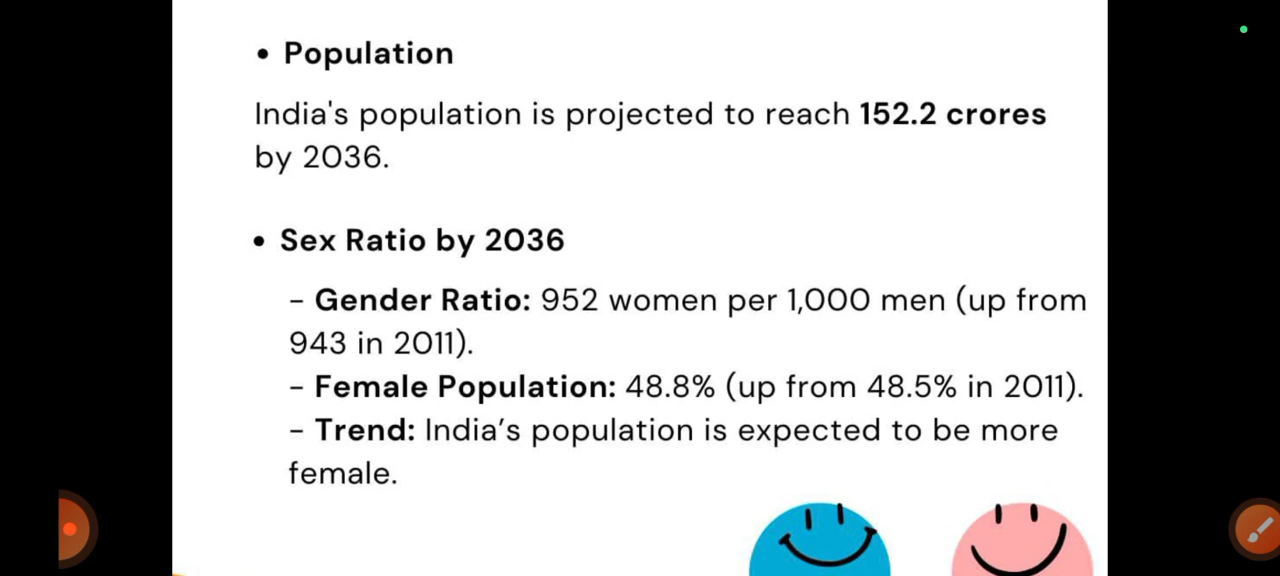 • Population
India's population is projected to reach 152.2 crores
by 2036.
• Sex Ratio by 2036
– Gender Ratio: 952 women per 1,000 men (up from
943 in 2011).
– Female Population: 48.8% (up from 48.5% in 2011).
– Trend: India’s population is expected to be more
female.